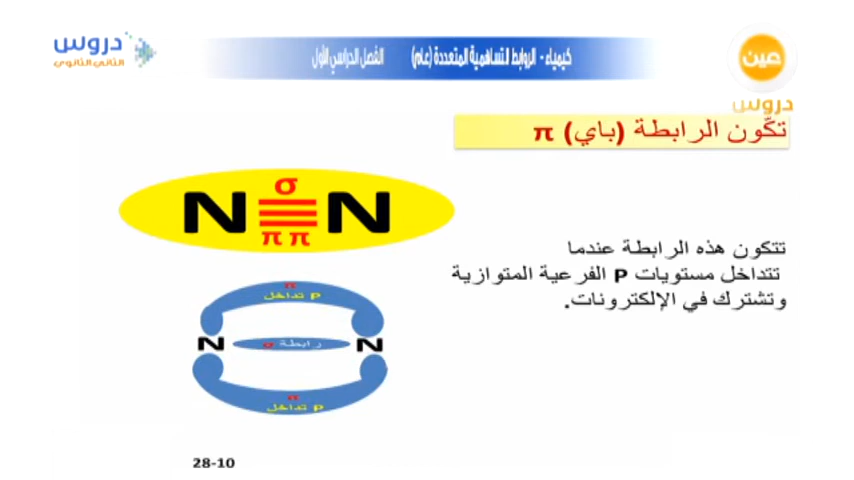 دروس
الثاني الثانوي
كيمياء - الروابط التساهمية المتعددة (عام) الفصل الدراسي الأول
عين
دروس
تكّون الرابطة (باي) π
σ
N≡N
π π
تتكون هذه الرابطة عندما
تتداخل مستويات P الفرعية المتوازية
وتشترك في الإلكترونات.
π
تداخل P
N رابطة σ N
π
تداخل P
28-10